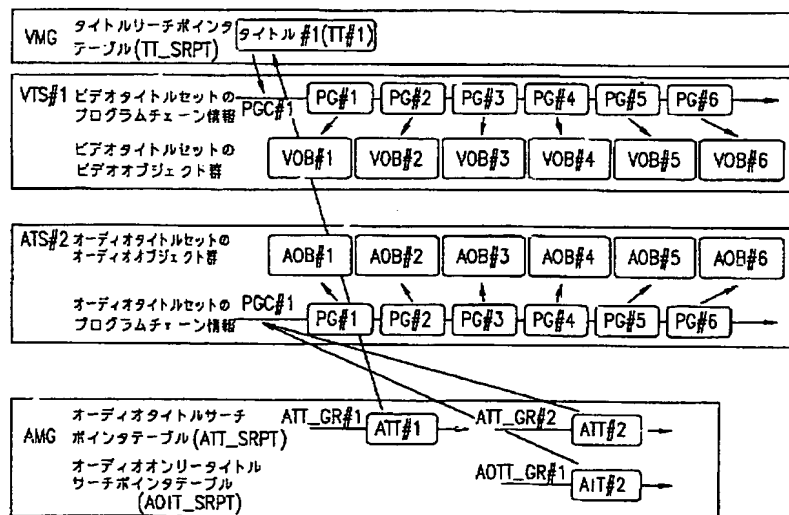 VMG タイトルリーチポインタ
テーブル(TT_SRPT)
タイトル#1(TT#1)
VTS#1 ビデオタイトルセットの
プログラムチェーン情報
PGC#1
PG#1 PG#2 PG#3 PG#4 PG#5 PG#6
ビデオタイトルセットの
ビデオオブジェクト群
VOB#1 VOB#2 VOB#3 VOB#4 VOB#5 VOB#6
ATS#2 オーディオタイトルセットの
オーディオオブジェクト群
AOB#1 AOB#2 AOB#3 AOB#4 AOB#5 AOB#6
オーディオタイトルセットの
プログラムチェーン情報
PGC#1
PG#1 PG#2 PG#3 PG#4 PG#5 PG#6
AMG オーディオタイトルサーチ
ポインタテーブル(ATT_SRPT)
ATT_GR#1 ATT#1 ATT_GR#2 ATT#2
オーディオオンリータイトル
サーチポインタテーブル
(AOIT_SRPT)
AOTT_GR#1 AIT#2